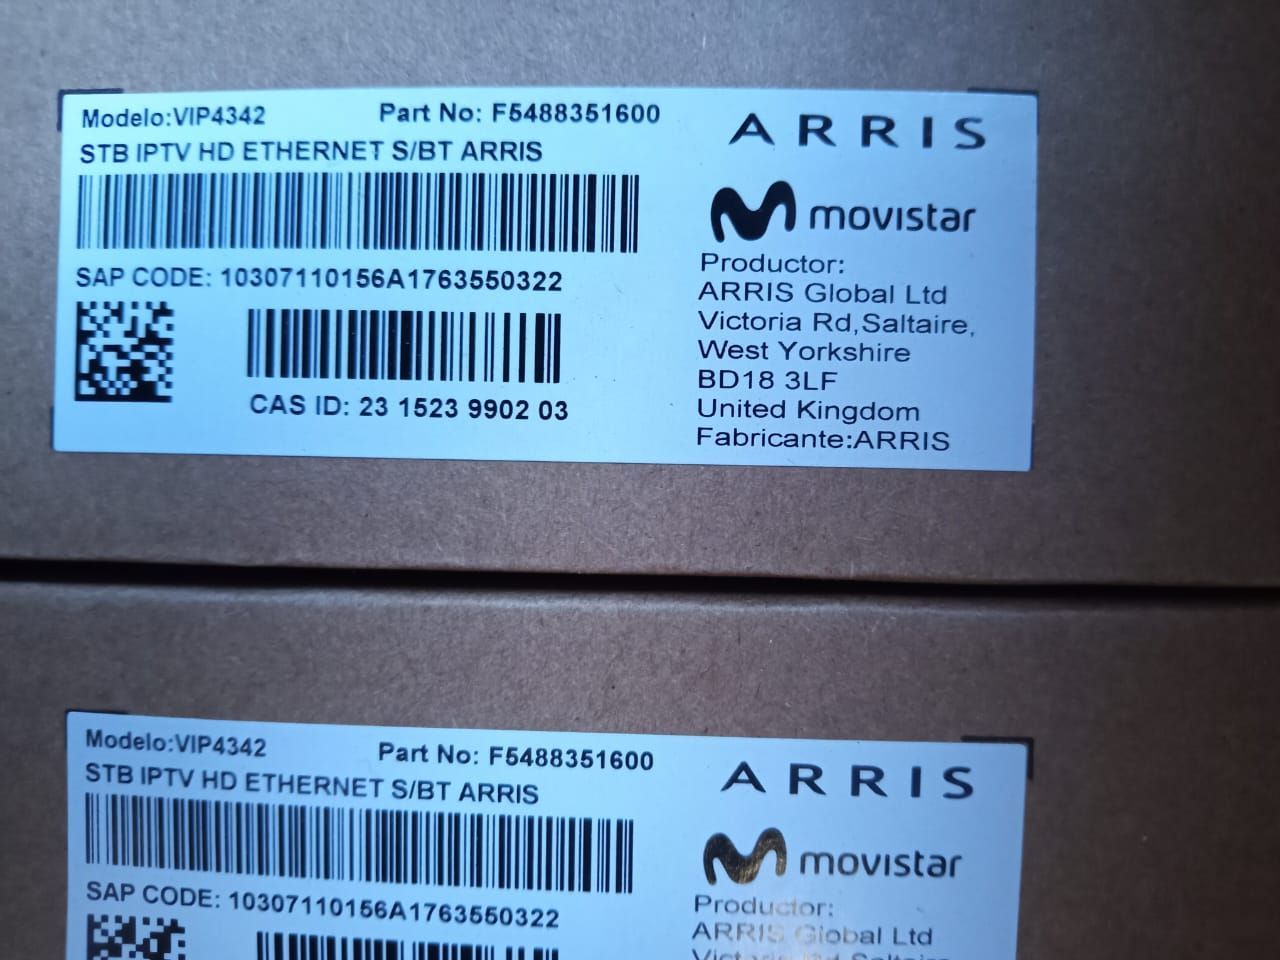 Modelo:VIP4342 Part No: F5488351600
STB IPTV HD ETHERNET S/BT ARRIS
SAP CODE: 10307110156A1763550322
CAS ID: 23 1523 9902 03
ARRIS
movistar
Productor:
ARRIS Global Ltd
Victoria Rd,Saltaire,
West Yorkshire
BD18 3LF
United Kingdom
Fabricante:ARRIS
Modelo:VIP4342 Part No: F5488351600
STB IPTV HD ETHERNET S/BT ARRIS
SAP CODE: 10307110156A1763550322
ARRIS
movistar
Productor:
ARRIS Global Ltd